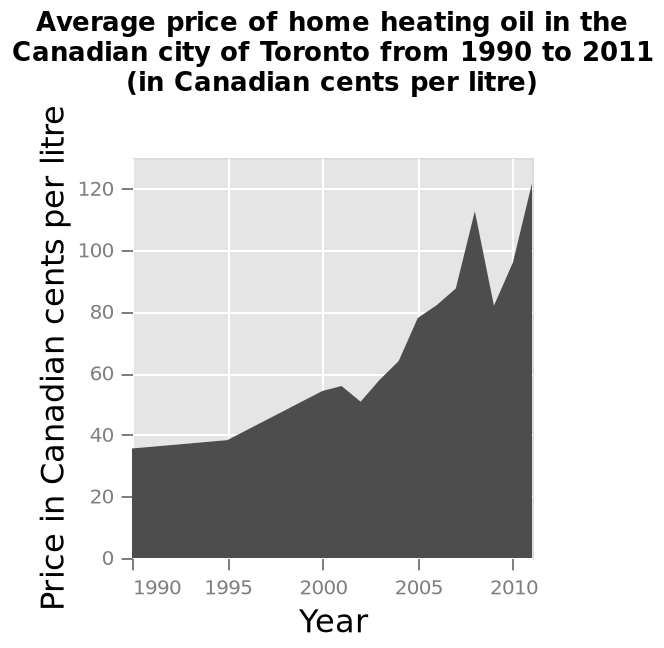 Average price of home heating oil in the
Canadian city of Toronto from 1990 to 2011
(in Canadian cents per litre)
Price in Canadian cents per litre
120
100
80
60
40
20
0
1990 1995 2000 2005 2010
Year